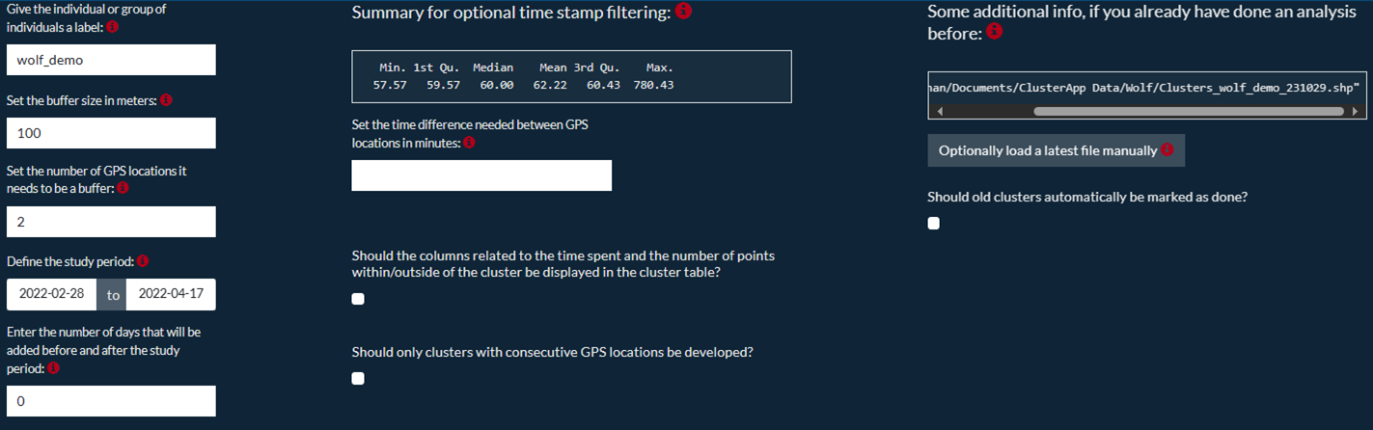 Give the individual or group of
individuals a label:
wolf_demo
Set the buffer size in meters:
100
Set the number of GPS locations it
needs to be a buffer:
2
Define the study period:
2022-02-28 to 2022-04-17
Enter the number of days that will be
added before and after the study
period:
0
Summary for optional time stamp filtering:
Min. 1st Qu. Median Mean 3rd Qu. Max.
57.57 59.57 60.00 62.22 60.43 780.43
Set the time difference needed between GPS
locations in minutes:
Should the columns related to the time spent and the number of points
within/outside of the cluster be displayed in the cluster table?
Should only clusters with consecutive GPS locations be developed?
Some additional info, if you already have done an analysis
before:
an/Documents/ClusterApp Data/Wolf/Clusters_wolf_demo_231029.shp"
Optionally load a latest file manually
Should old clusters automatically be marked as done?